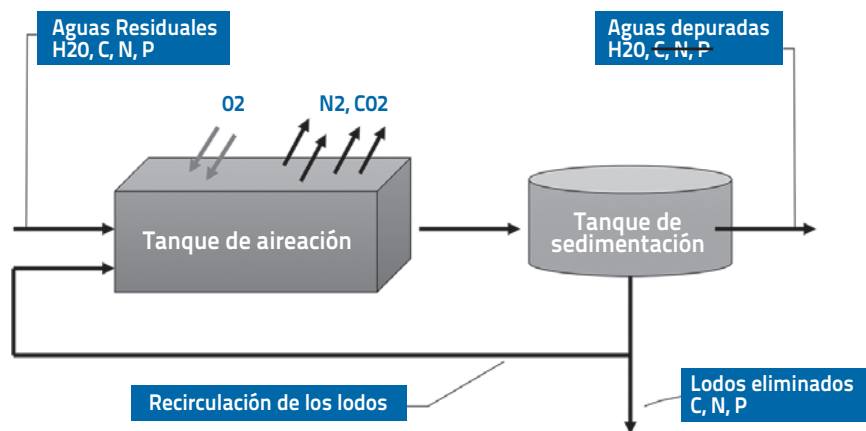 Aguas Residuales
H20, C, N, P
Aguas depuradas
H20, C, N, P
O2
N2, CO2
Tanque de aireación
Tanque de
sedimentación
Recirculación de los lodos
Lodos eliminados
C, N, P